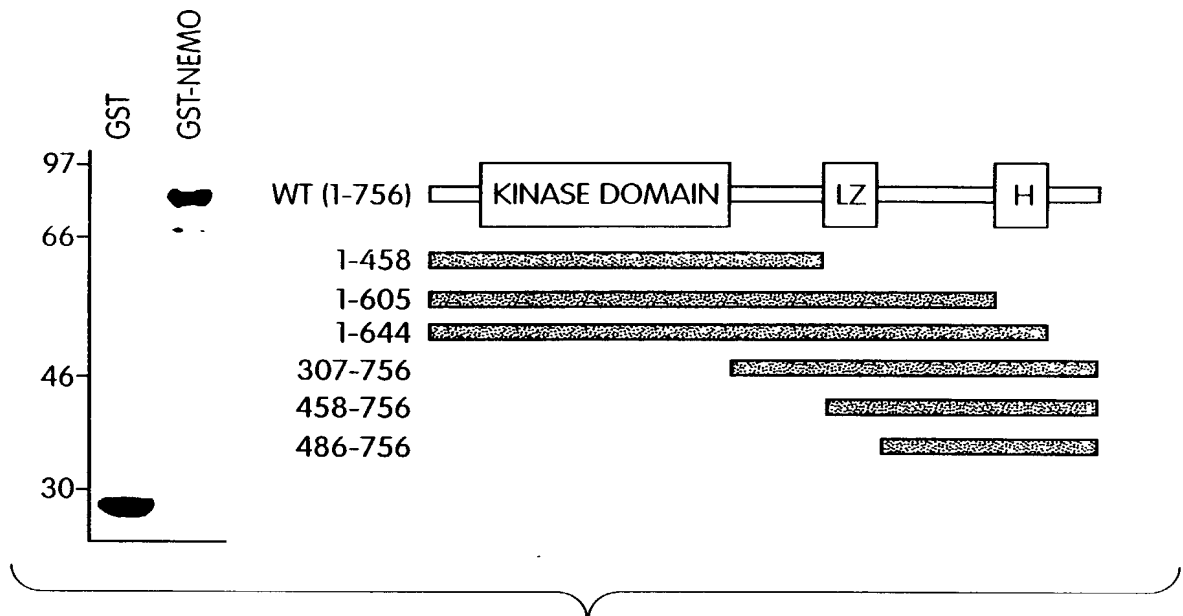 GST
GST-NEMO
97
66
46
30
WT (1-756)
KINASE DOMAIN
LZ
H
1-458
1-605
1-644
307-756
458-756
486-756